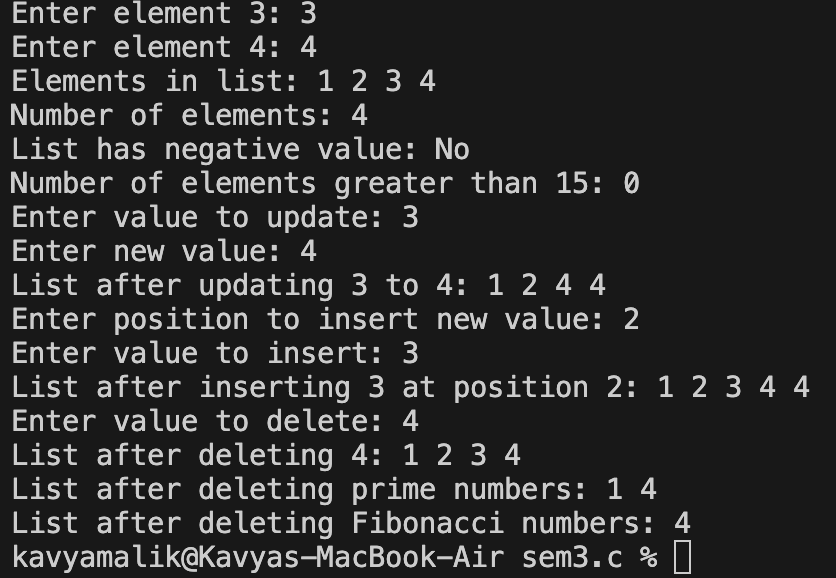 Enter element 3: 3
Enter element 4: 4
Elements in list: 1 2 3 4
Number of elements: 4
List has negative value: No
Number of elements greater than 15: 0
Enter value to update: 3
Enter new value: 4
List after updating 3 to 4: 1 2 4 4
Enter position to insert new value: 2
Enter value to insert: 3
List after inserting 3 at position 2: 1 2 3 4 4
Enter value to delete: 4
List after deleting 4: 1 2 3 4
List after deleting prime numbers: 1 4
List after deleting Fibonacci numbers: 4
kavyamalik@Kavyas-MacBook-Air sem3.c %